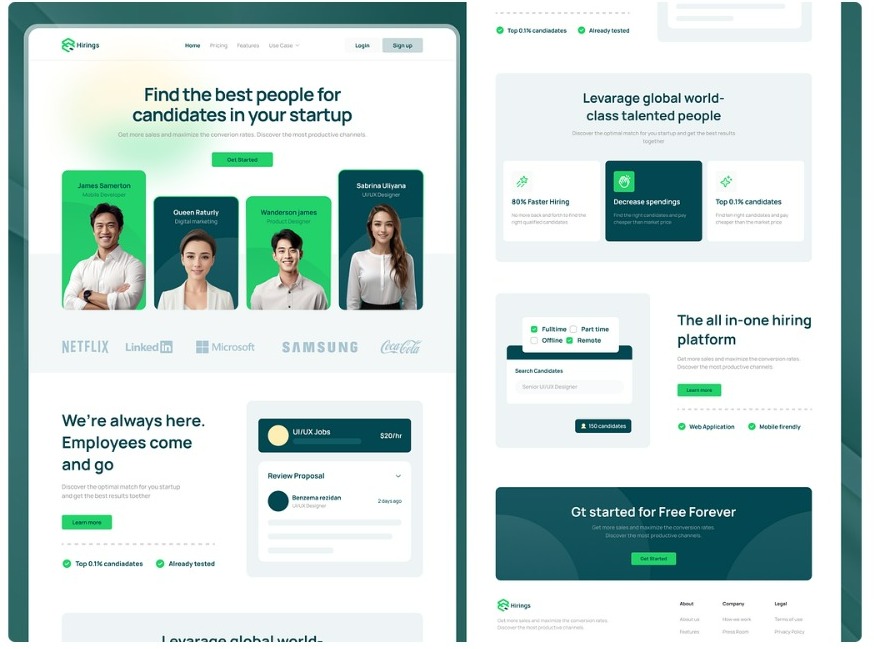 Hirings
Home
Pricing
Features
Use Case
Login
Sign up
Find the best people for
candidates in your startup
Get more sales and maximize the converion rates. Discover the most productive channels.
Get Started
James Samerton
Mobile Developer
Queen Raturly
Digital marketing
Wanderson james
Product Designer
Sabrina Uliyana
UI/UX Designer
NETFLIX
LinkedIn
Microsoft
SAMSUNG
Coca-Cola
We're always here.
Employees come
and go
Discover the optimal match for you startup
and get the best results toether
Learn more
Top 0.1% candiadates
Already tested
UI/UX Jobs
$20/hr
Review Proposal
Benzema rezidan
UI/UX Designer
2 days ago
Levarage global world-
Top 0.1% candiadates
Already tested
Levarage global world-
class talented people
Discover the optimal match for you startup and get the best results
together
80% Faster Hiring
No more back and forth to find the
right qualified candidates
Decrease spendings
Find the right candidates and pay
cheaper than market price
Top 0.1% candidates
Find teh right candidates and pay
cheaper than the market price
Fulltime
Part time
Offline
Remote
Search Candidates
Senior UI/UX Designer
150 candidates
The all in-one hiring
platform
Get more sales and maximize the conversion rates.
Discover the most productive channels.
Learn more
Web Application
Mobile firendly
Gt started for Free Forever
Get more sales and maximize the conversion rates.
Discover the most productive channels.
Get Started
Hirings
Get more sales and maximize the conversion rates.
Discover the most productive channels.
About
About us
Features
Company
How we work
Press Room
Legal
Terms of use
Privacy Policy